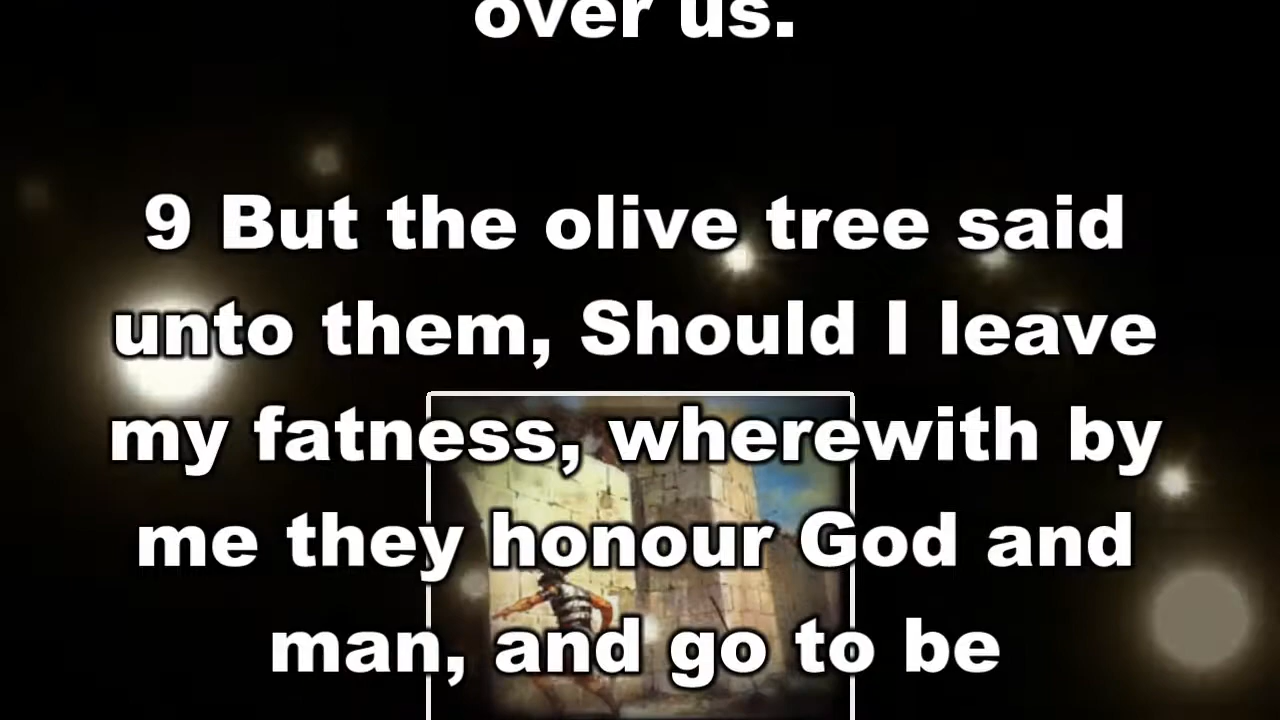 over us.
9 But the olive tree said
unto them, Should I leave
my fatness, wherewith by
me they honour God and
man, and go to be